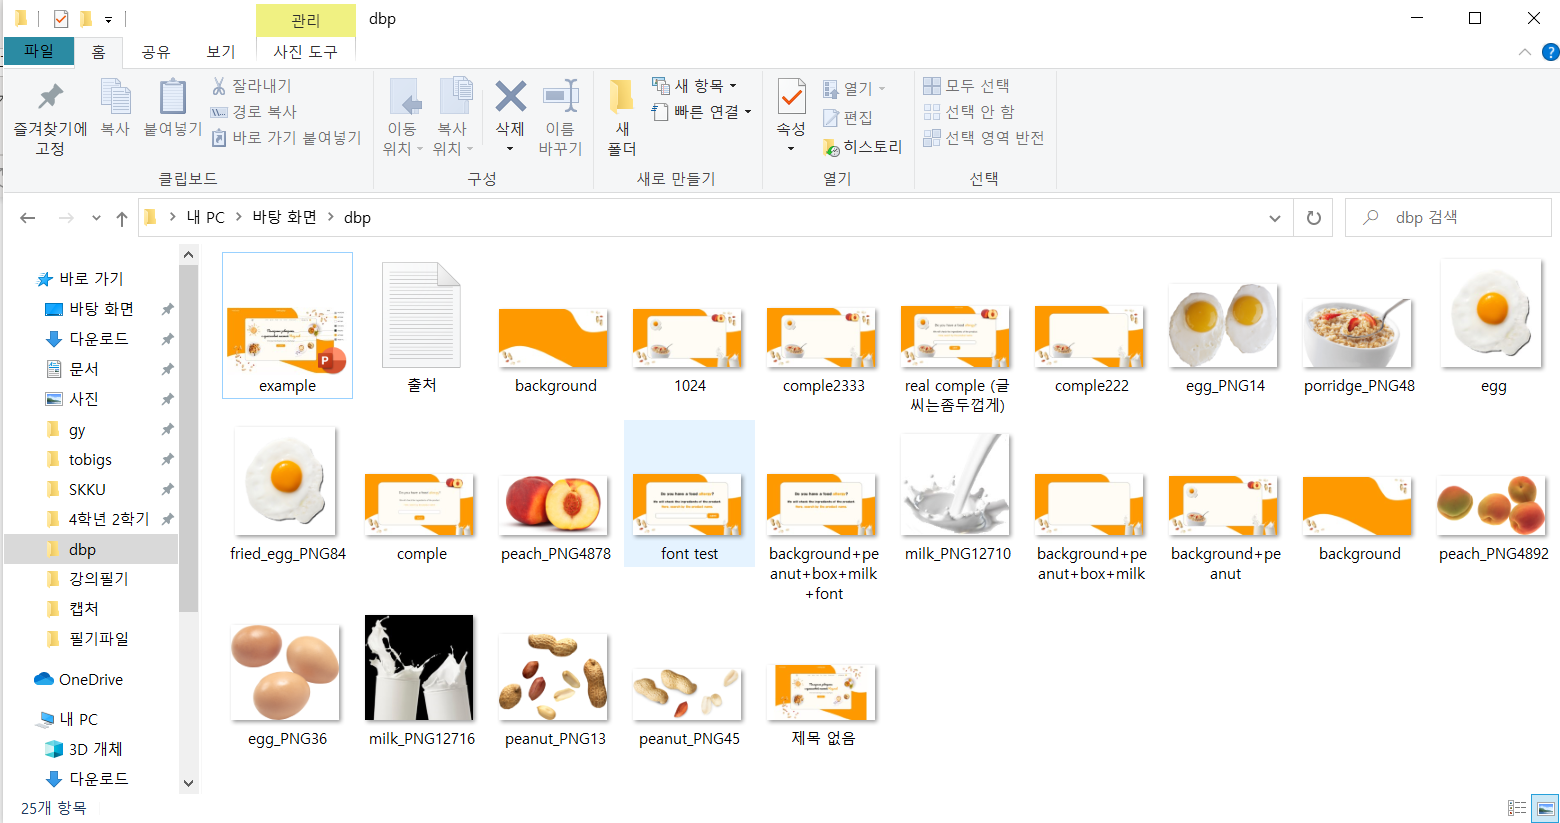 관리
dbp
파일
홈
공유
보기
사진 도구
즐겨찾기에
고정
복사
붙여넣기
잘라내기
경로 복사
바로 가기 붙여넣기
클립보드
이동
위치
복사
위치
삭제
이름
바꾸기
구성
새
폴더
새 항목
빠른 연결
새로 만들기
속성
열기
편집
히스토리
열기
모두 선택
선택 안 함
선택 영역 반전
선택
내 PC
바탕 화면
dbp
dbp 검색
바로 가기
바탕 화면
다운로드
문서
사진
gy
tobigs
SKKU
4학년 2학기
dbp
강의필기
캡처
필기파일
OneDrive
내 PC
3D 개체
다운로드
example
출처
background
1024
comple2333
real comple (글
씨는좀두껍게)
comple222
egg_PNG14
porridge_PNG48
egg
fried_egg_PNG84
comple
peach_PNG4878
font test
background+pe
anut+box+milk
+font
milk_PNG12710
background+pe
anut+box+milk
background+pe
anut
background
peach_PNG4892
egg_PNG36
milk_PNG12716
peanut_PNG13
peanut_PNG45
제목 없음
25개 항목